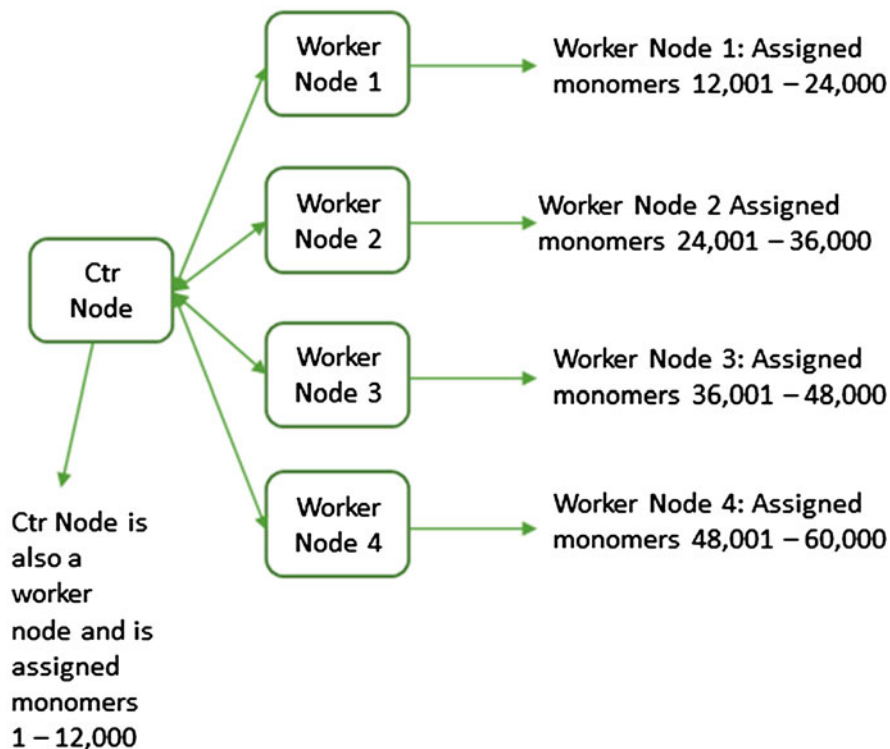 Worker
Node 1
Worker Node 1: Assigned
monomers 12,001 – 24,000
Worker
Node 2
Worker Node 2 Assigned
monomers 24,001 – 36,000
Ctr
Node
Worker
Node 3
Worker Node 3: Assigned
monomers 36,001 – 48,000
Worker
Node 4
Worker Node 4: Assigned
monomers 48,001 – 60,000
Ctr Node is
also a
worker
node and is
assigned
monomers
1 – 12,000